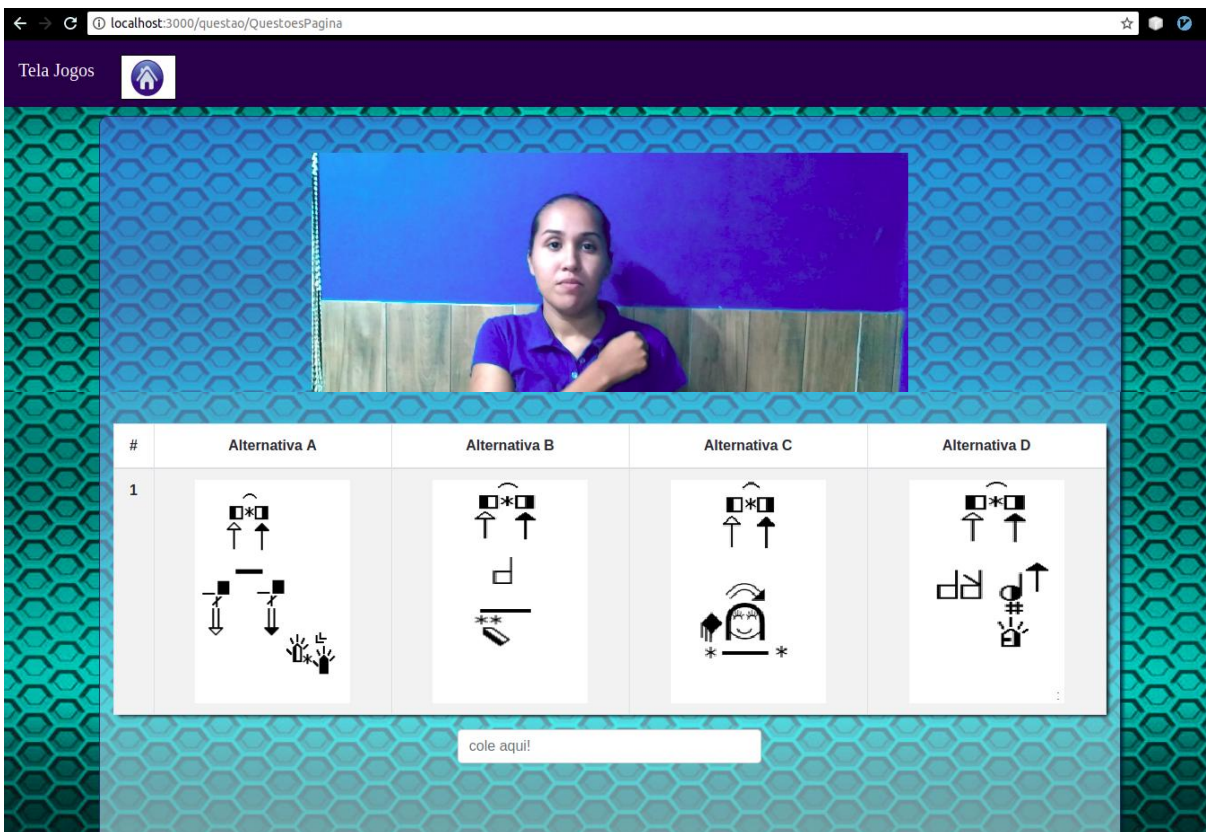 localhost:3000/questao/QuestoesPagina
Tela Jogos
# Alternativa A Alternativa B Alternativa C Alternativa D
1
cole aqui!